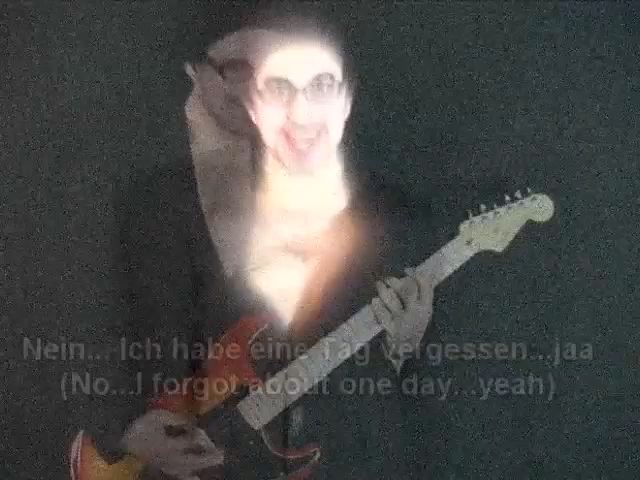 Nein... Ich habe eine Tag vergessen...jaa
(No...I forgot about one day...yeah)